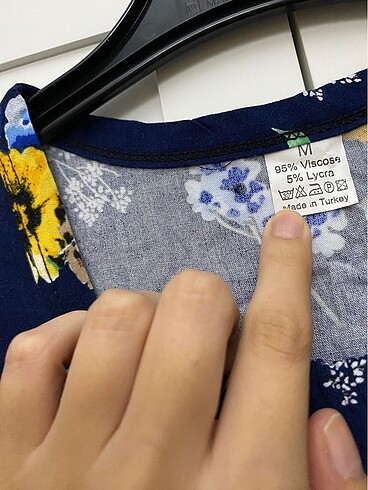 M
95% Viscose
5% Lycra
Made in Turkey